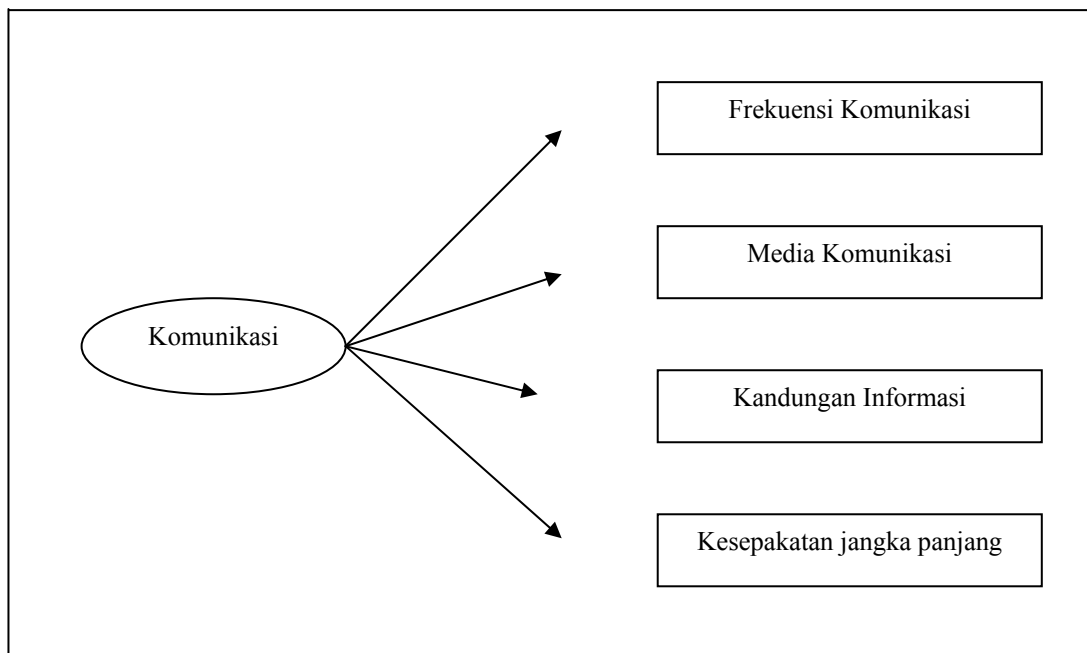 Frekuensi Komunikasi
Media Komunikasi
Komunikasi
Kandungan Informasi
Kesepakatan jangka panjang